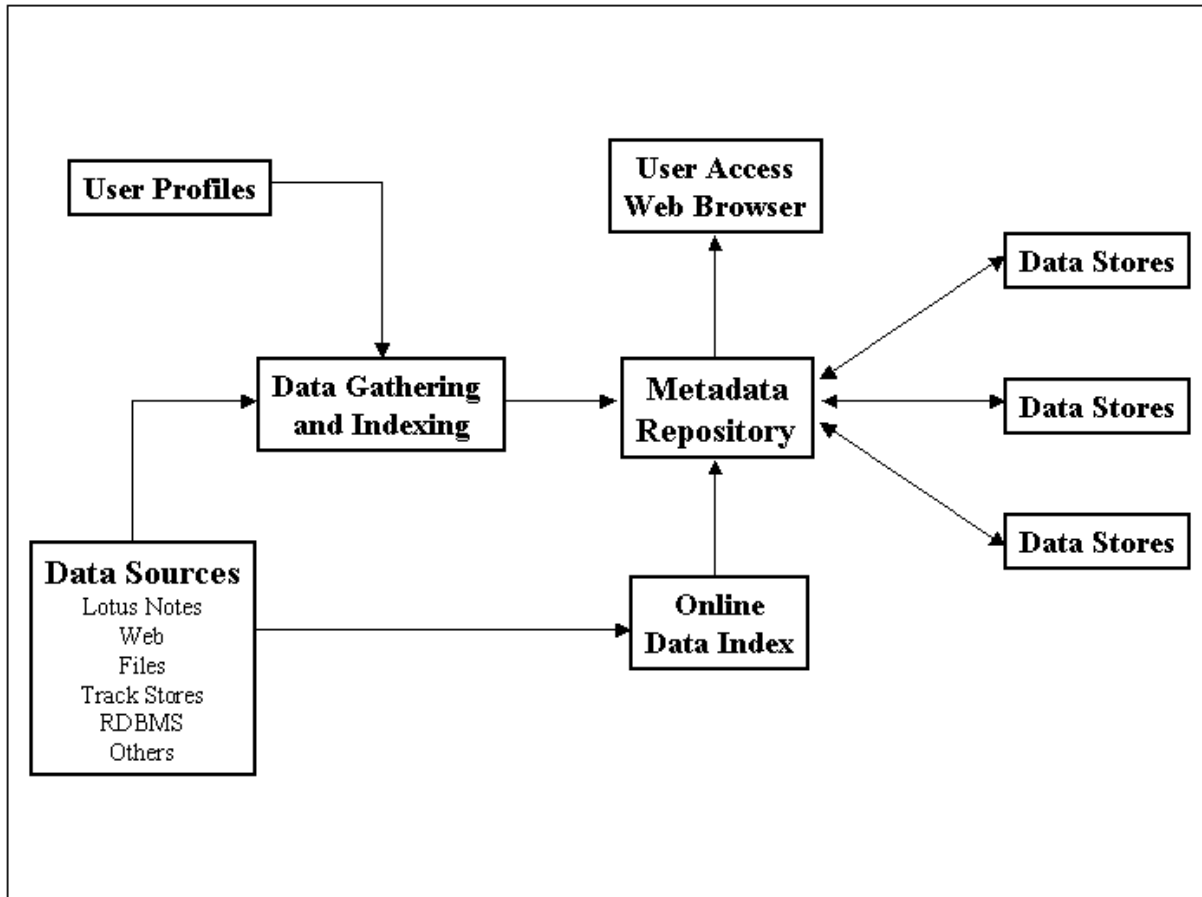 User Profiles
User Access
Web Browser
Data Stores
Data Gathering
and Indexing
Metadata
Repository
Data Stores
Data Stores
Data Sources
Lotus Notes
Web
Files
Track Stores
RDBMS
Others
Online
Data Index